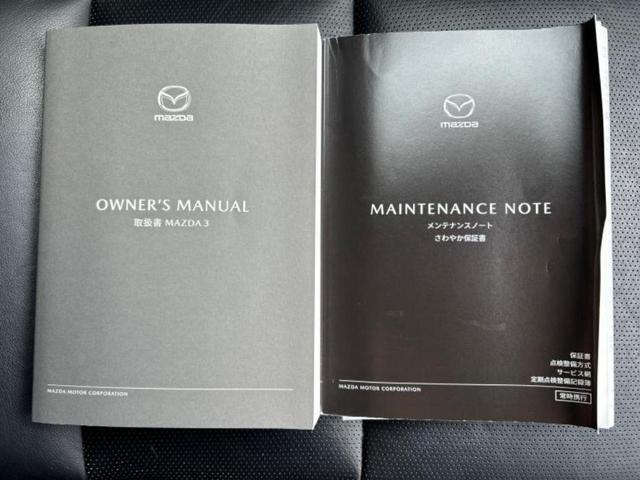 mazda
OWNER'S MANUAL
取扱書 MAZDA 3
MAZDA MOTOR CORPORATION
mazda
MAINTENANCE NOTE
メンテナンスノート
さわやか保証書
保証書
点検整備方式
サービス網
定期点検整備記録簿
常時携行
MAZDA MOTOR CORPORATION